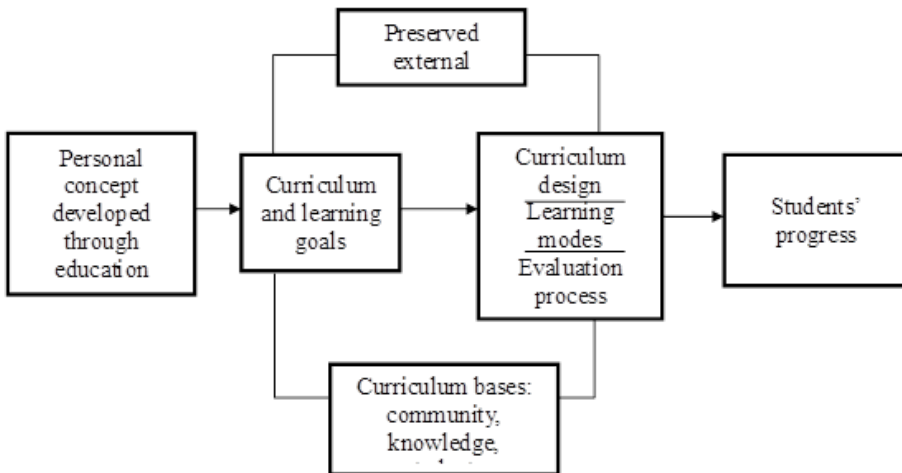 Preserved
external
Personal
concept
developed
through
education
Curriculum
and learning
goals
Curriculum
design
Learning
modes
Evaluation
process
Students’
progress
Curriculum bases:
community,
knowledge,